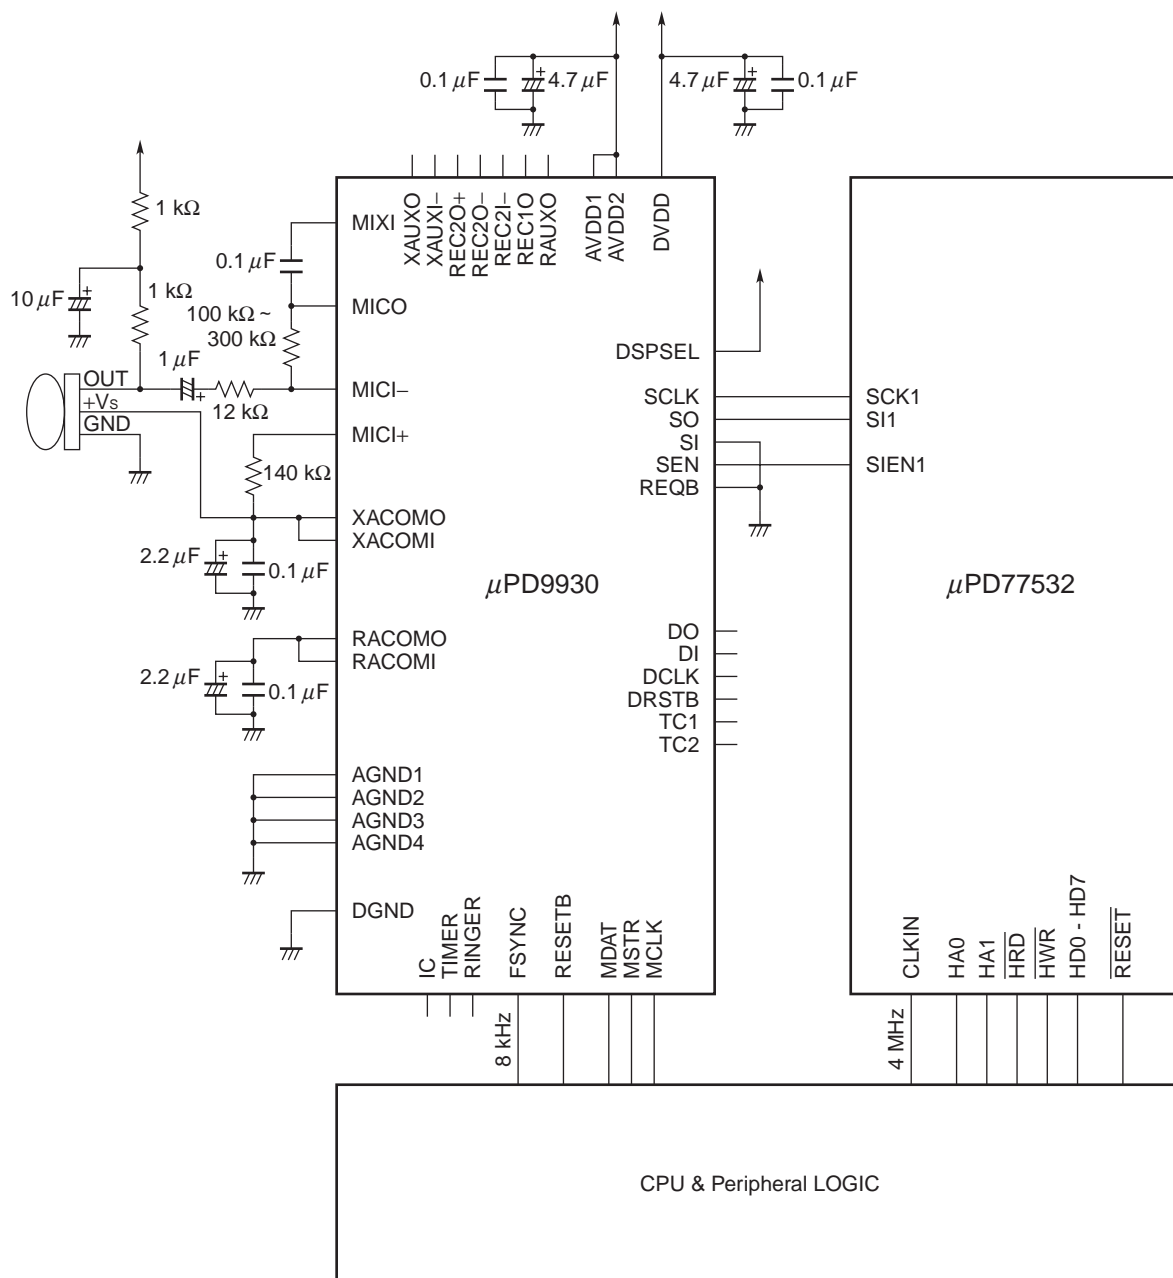 0.1 μF
4.7 μF
4.7 μF
0.1 μF
1 kΩ
10 μF
1 kΩ
0.1 μF
100 kΩ ~
300 kΩ
1 μF
12 kΩ
OUT
+Vs
GND
140 kΩ
2.2 μF
0.1 μF
2.2 μF
0.1 μF
+
+
+
+
+
+
XAUXO
XAUXI−
REC2O+
REC2O−
REC2I−
REC1O
RAUXO
AVDD1
AVDD2
DVDD
MIXI
MICO
MICI−
MICI+
XACOMO
XACOMI
RACOMO
RACOMI
AGND1
AGND2
AGND3
AGND4
DGND
μPD9930
DSPSEL
SCLK
SO
SI
SEN
REQB
DO
DI
DCLK
DRSTB
TC1
TC2
IC
TIMER
RINGER
FSYNC
RESETB
MDAT
MSTR
MCLK
8 kHz
SCK1
SI1
SIEN1
μPD77532
CLKIN
HA0
HA1
HRD
HWR
HD0 - HD7
RESET
4 MHz
CPU & Peripheral LOGIC